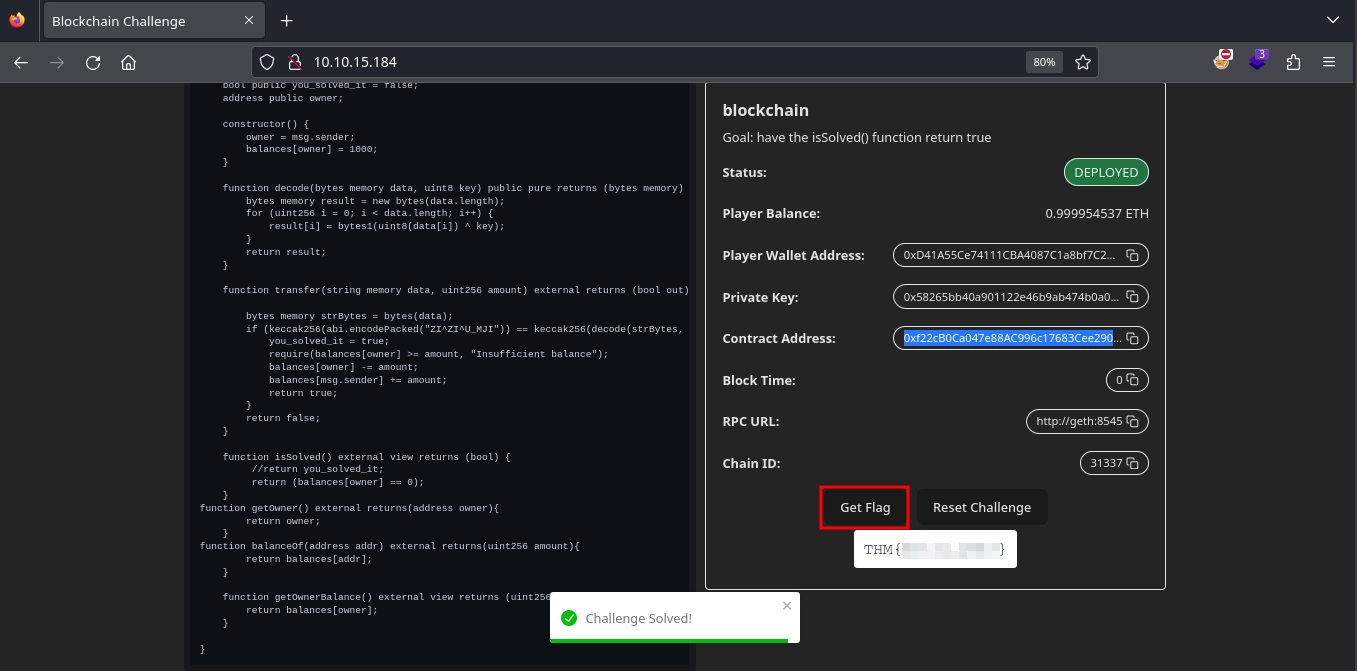 Blockchain Challenge
10.10.15.184
80%
3
bool public you_solved_it = false;
address public owner;
constructor() {
owner = msg.sender;
balances[owner] = 1000;
}
function decode(bytes memory data, uint8 key) public pure returns (bytes memory)
bytes memory result = new bytes(data.length);
for (uint256 i = 0; i < data.length; i++) {
result[i] = bytes1(uint8(data[i]) ^ key);
}
return result;
}
function transfer(string memory data, uint256 amount) external returns (bool out)
bytes memory strBytes = bytes(data);
if (keccak256(abi.encodePacked("ZI^ZI^U_MJI")) == keccak256(decode(strBytes,
you_solved_it = true;
require(balances[owner] >= amount, "Insufficient balance");
balances[owner] -= amount;
balances[msg.sender] += amount;
return true;
}
return false;
}
function isSolved() external view returns (bool) {
//return you_solved_it;
return (balances[owner] == 0);
}
function getOwner() external returns(address owner){
return owner;
}
function balanceOf(address addr) external returns(uint256 amount){
return balances[addr];
}
function getOwnerBalance() external view returns (uint256
return balances[owner];
}
}
blockchain
Goal: have the isSolved() function return true
Status: DEPLOYED
Player Balance: 0.999954537 ETH
Player Wallet Address: 0xD41A55Ce74111CBA4087C1a8bf7C2...
Private Key: 0x58265bb40a901122e46b9ab474b0a0...
Contract Address: 0xf22cB0Ca047e88AC996c17683Cee290...
Block Time: 0
RPC URL: http://geth:8545
Chain ID: 31337
Get Flag Reset Challenge
THM{ }
Challenge Solved!